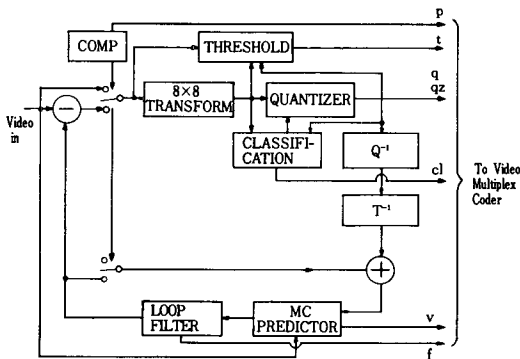 p
COMP
THRESHOLD
t
q
qz
8×8
TRANSFORM
QUANTIZER
Video
in
CLASSIFI-
CATION
Q⁻¹
cl
To Video
Multiplex
Coder
T⁻¹
LOOP
FILTER
MC
PREDICTOR
v
f